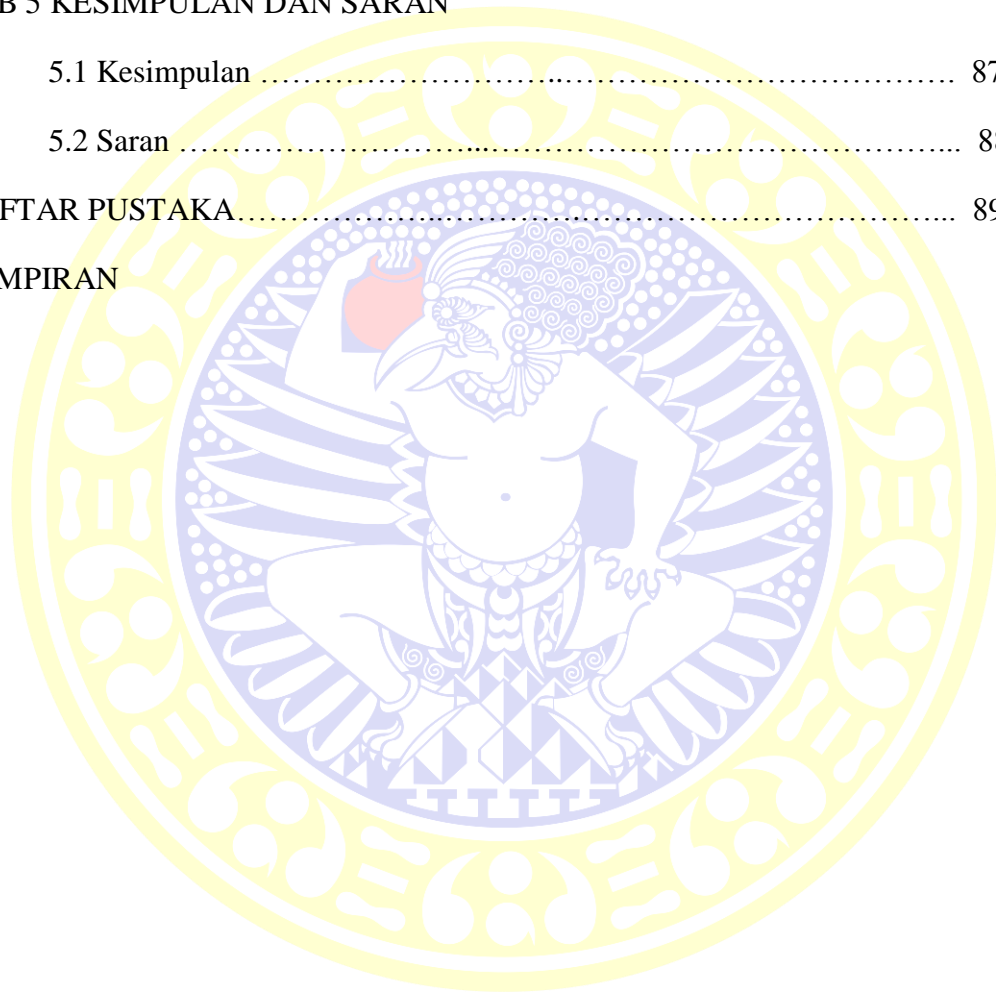 B 5 KESIMPULAN DAN SARAN
5.1 Kesimpulan ………………………..………………………………. 87
5.2 Saran ………………………...……………………………………... 8
FTAR PUSTAKA………………………………………………………... 89
MPIRAN